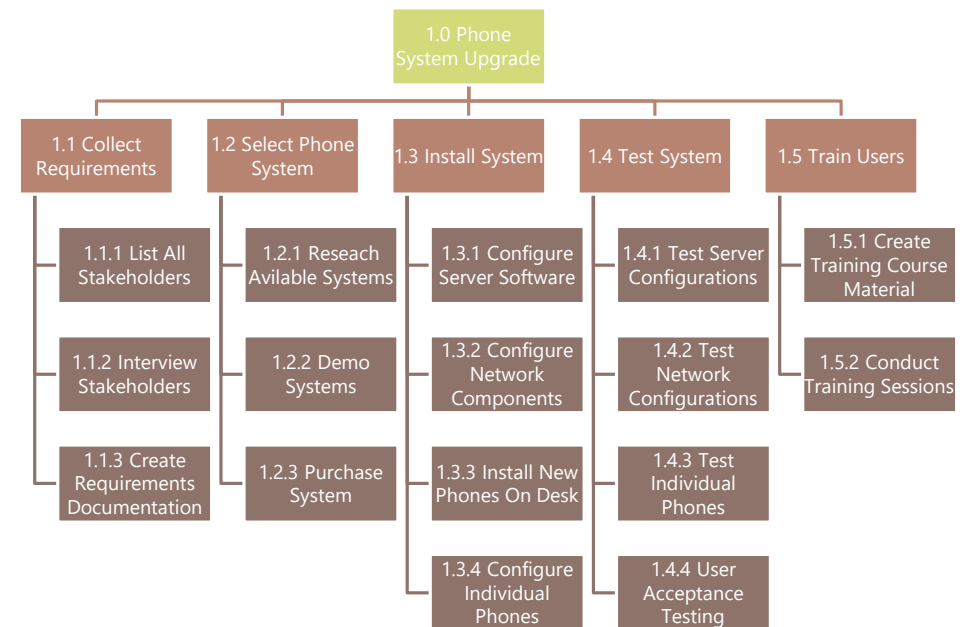 1.0 Phone
System Upgrade
1.1 Collect
Requirements
1.2 Select Phone
System
1.3 Install System
1.4 Test System
1.5 Train Users
1.1.1 List All
Stakeholders
1.1.2 Interview
Stakeholders
1.1.3 Create
Requirements
Documentation
1.2.1 Reseach
Avilable Systems
1.2.2 Demo
Systems
1.2.3 Purchase
System
1.3.1 Configure
Server Software
1.3.2 Configure
Network
Components
1.3.3 Install New
Phones On Desk
1.3.4 Configure
Individual
Phones
1.4.1 Test Server
Configurations
1.4.2 Test
Network
Configurations
1.4.3 Test
Individual
Phones
1.4.4 User
Acceptance
Testing
1.5.1 Create
Training Course
Material
1.5.2 Conduct
Training Sessions